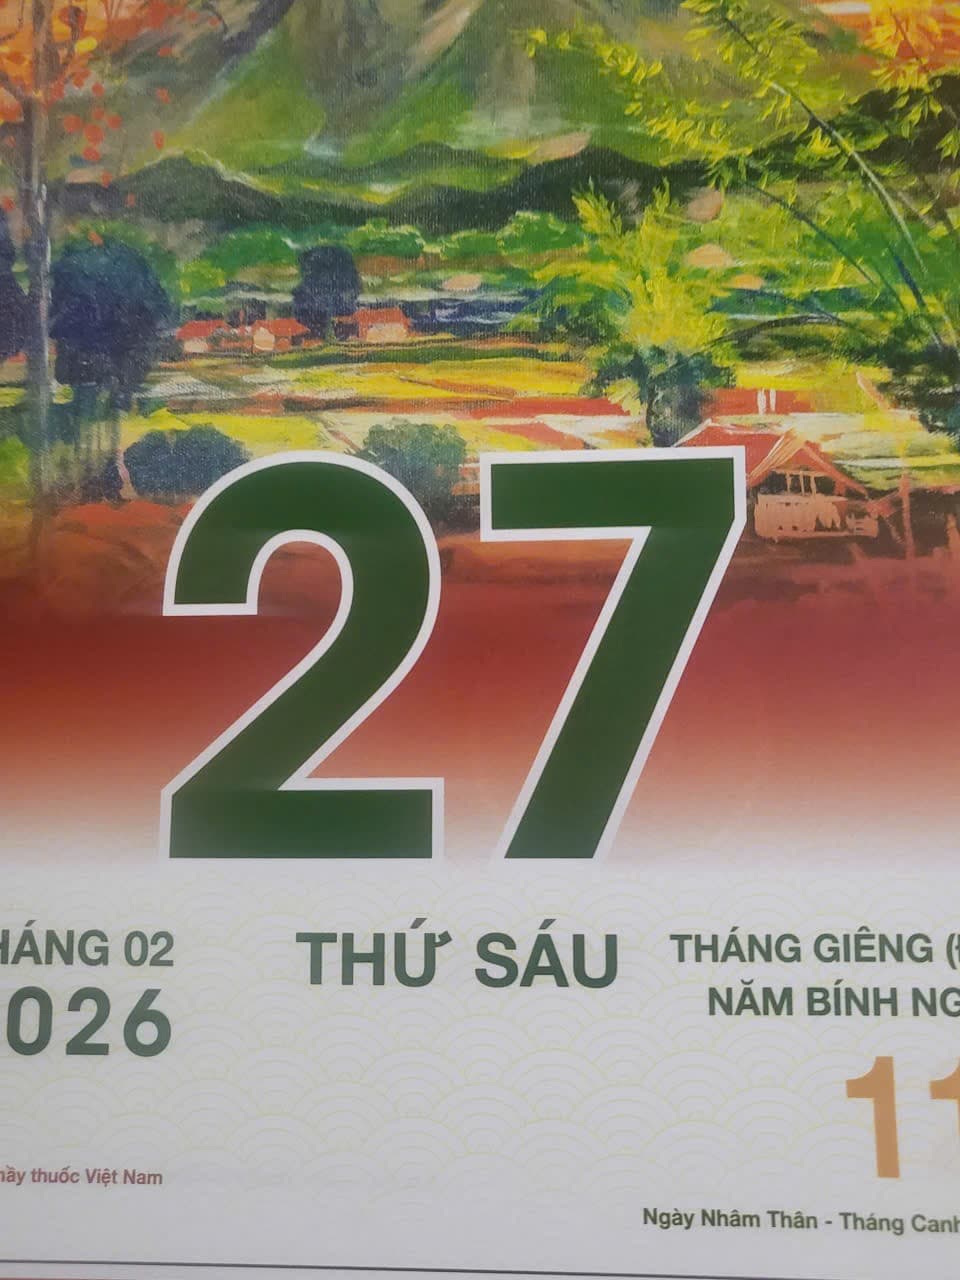 27
HÁNG 02
2026
THỨ SÁU
THÁNG GIÊNG (Đ
NĂM BÍNH NG
11
hầy thuốc Việt Nam
Ngày Nhâm Thân - Tháng Canh